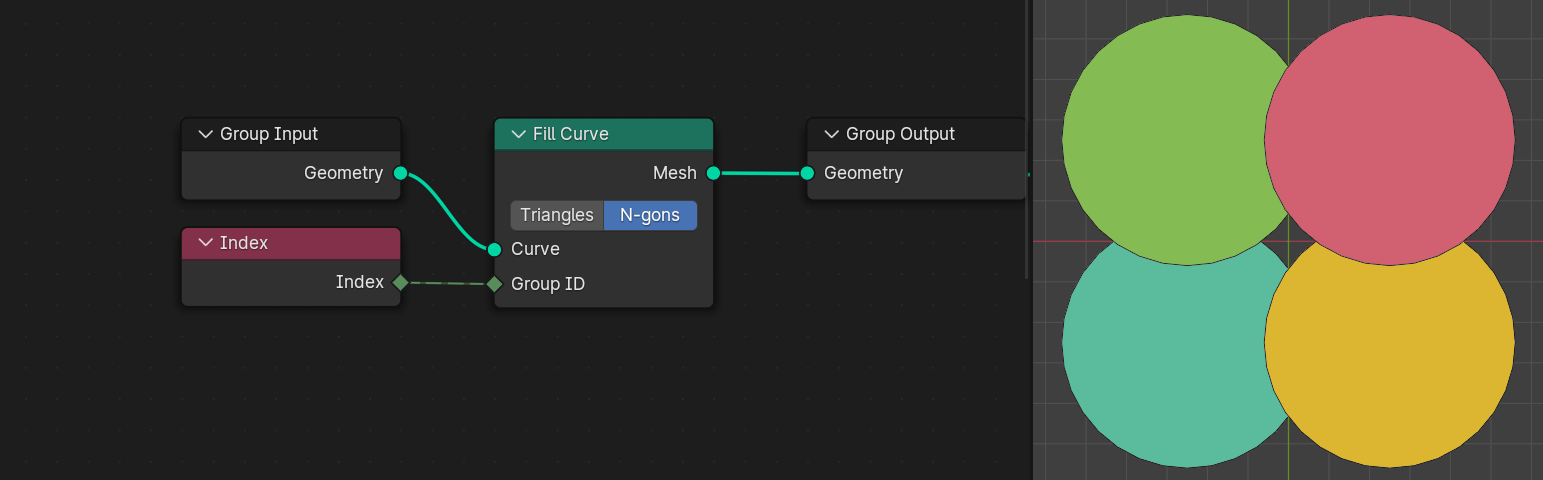 Group Input
Geometry
Index
Index
Fill Curve
Mesh
Triangles N-gons
Curve
Group ID
Group Output
Geometry